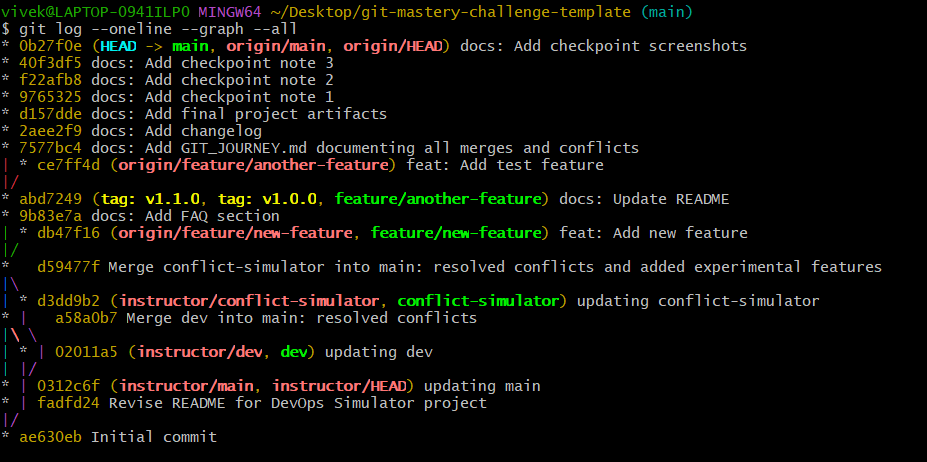 vivek@LAPTOP-0941ILP0 MINGW64 ~/Desktop/git-mastery-challenge-template (main)
$ git log --oneline --graph --all
* 0b27f0e (HEAD -> main, origin/main, origin/HEAD) docs: Add checkpoint screenshots
* 40f3df5 docs: Add checkpoint note 3
* f22afb8 docs: Add checkpoint note 2
* 9765325 docs: Add checkpoint note 1
* d157dde docs: Add final project artifacts
* 2aee2f9 docs: Add changelog
* 7577bc4 docs: Add GIT_JOURNEY.md documenting all merges and conflicts
| * ce7ff4d (origin/feature/another-feature) feat: Add test feature
|/
* abd7249 (tag: v1.1.0, tag: v1.0.0, feature/another-feature) docs: Update README
* 9b83e7a docs: Add FAQ section
| * db47f16 (origin/feature/new-feature, feature/new-feature) feat: Add new feature
|/
*   d59477f Merge conflict-simulator into main: resolved conflicts and added experimental features
|\
| * d3dd9b2 (instructor/conflict-simulator, conflict-simulator) updating conflict-simulator
* |   a58a0b7 Merge dev into main: resolved conflicts
|\ \
| * | 02011a5 (instructor/dev, dev) updating dev
| |/
* | 0312c6f (instructor/main, instructor/HEAD) updating main
* | fadfd24 Revise README for DevOps Simulator project
|/
* ae630eb Initial commit